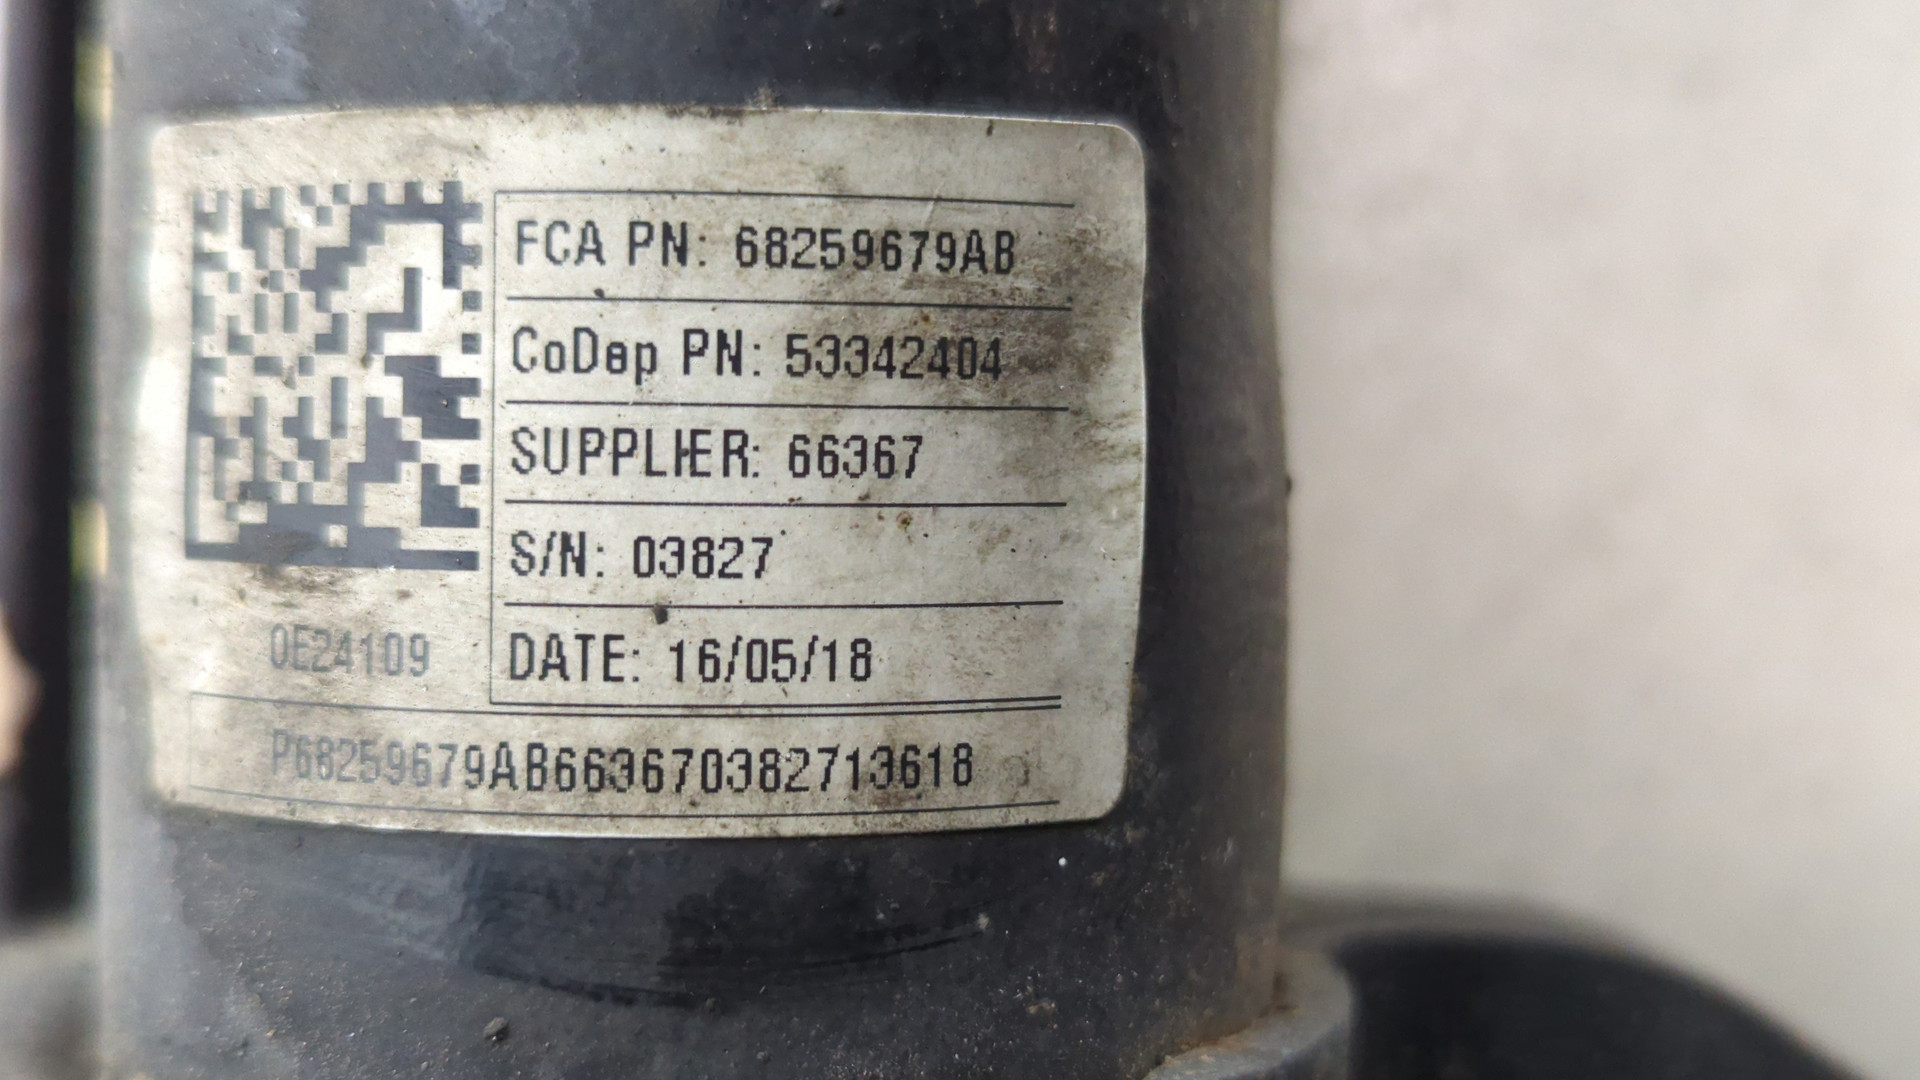 FCA PN: 68259679AB
CoDep PN: 53342404
SUPPLIER: 66367
S/N: 03827
DATE: 16/05/18
0E24109
P68259679AB663670382713618